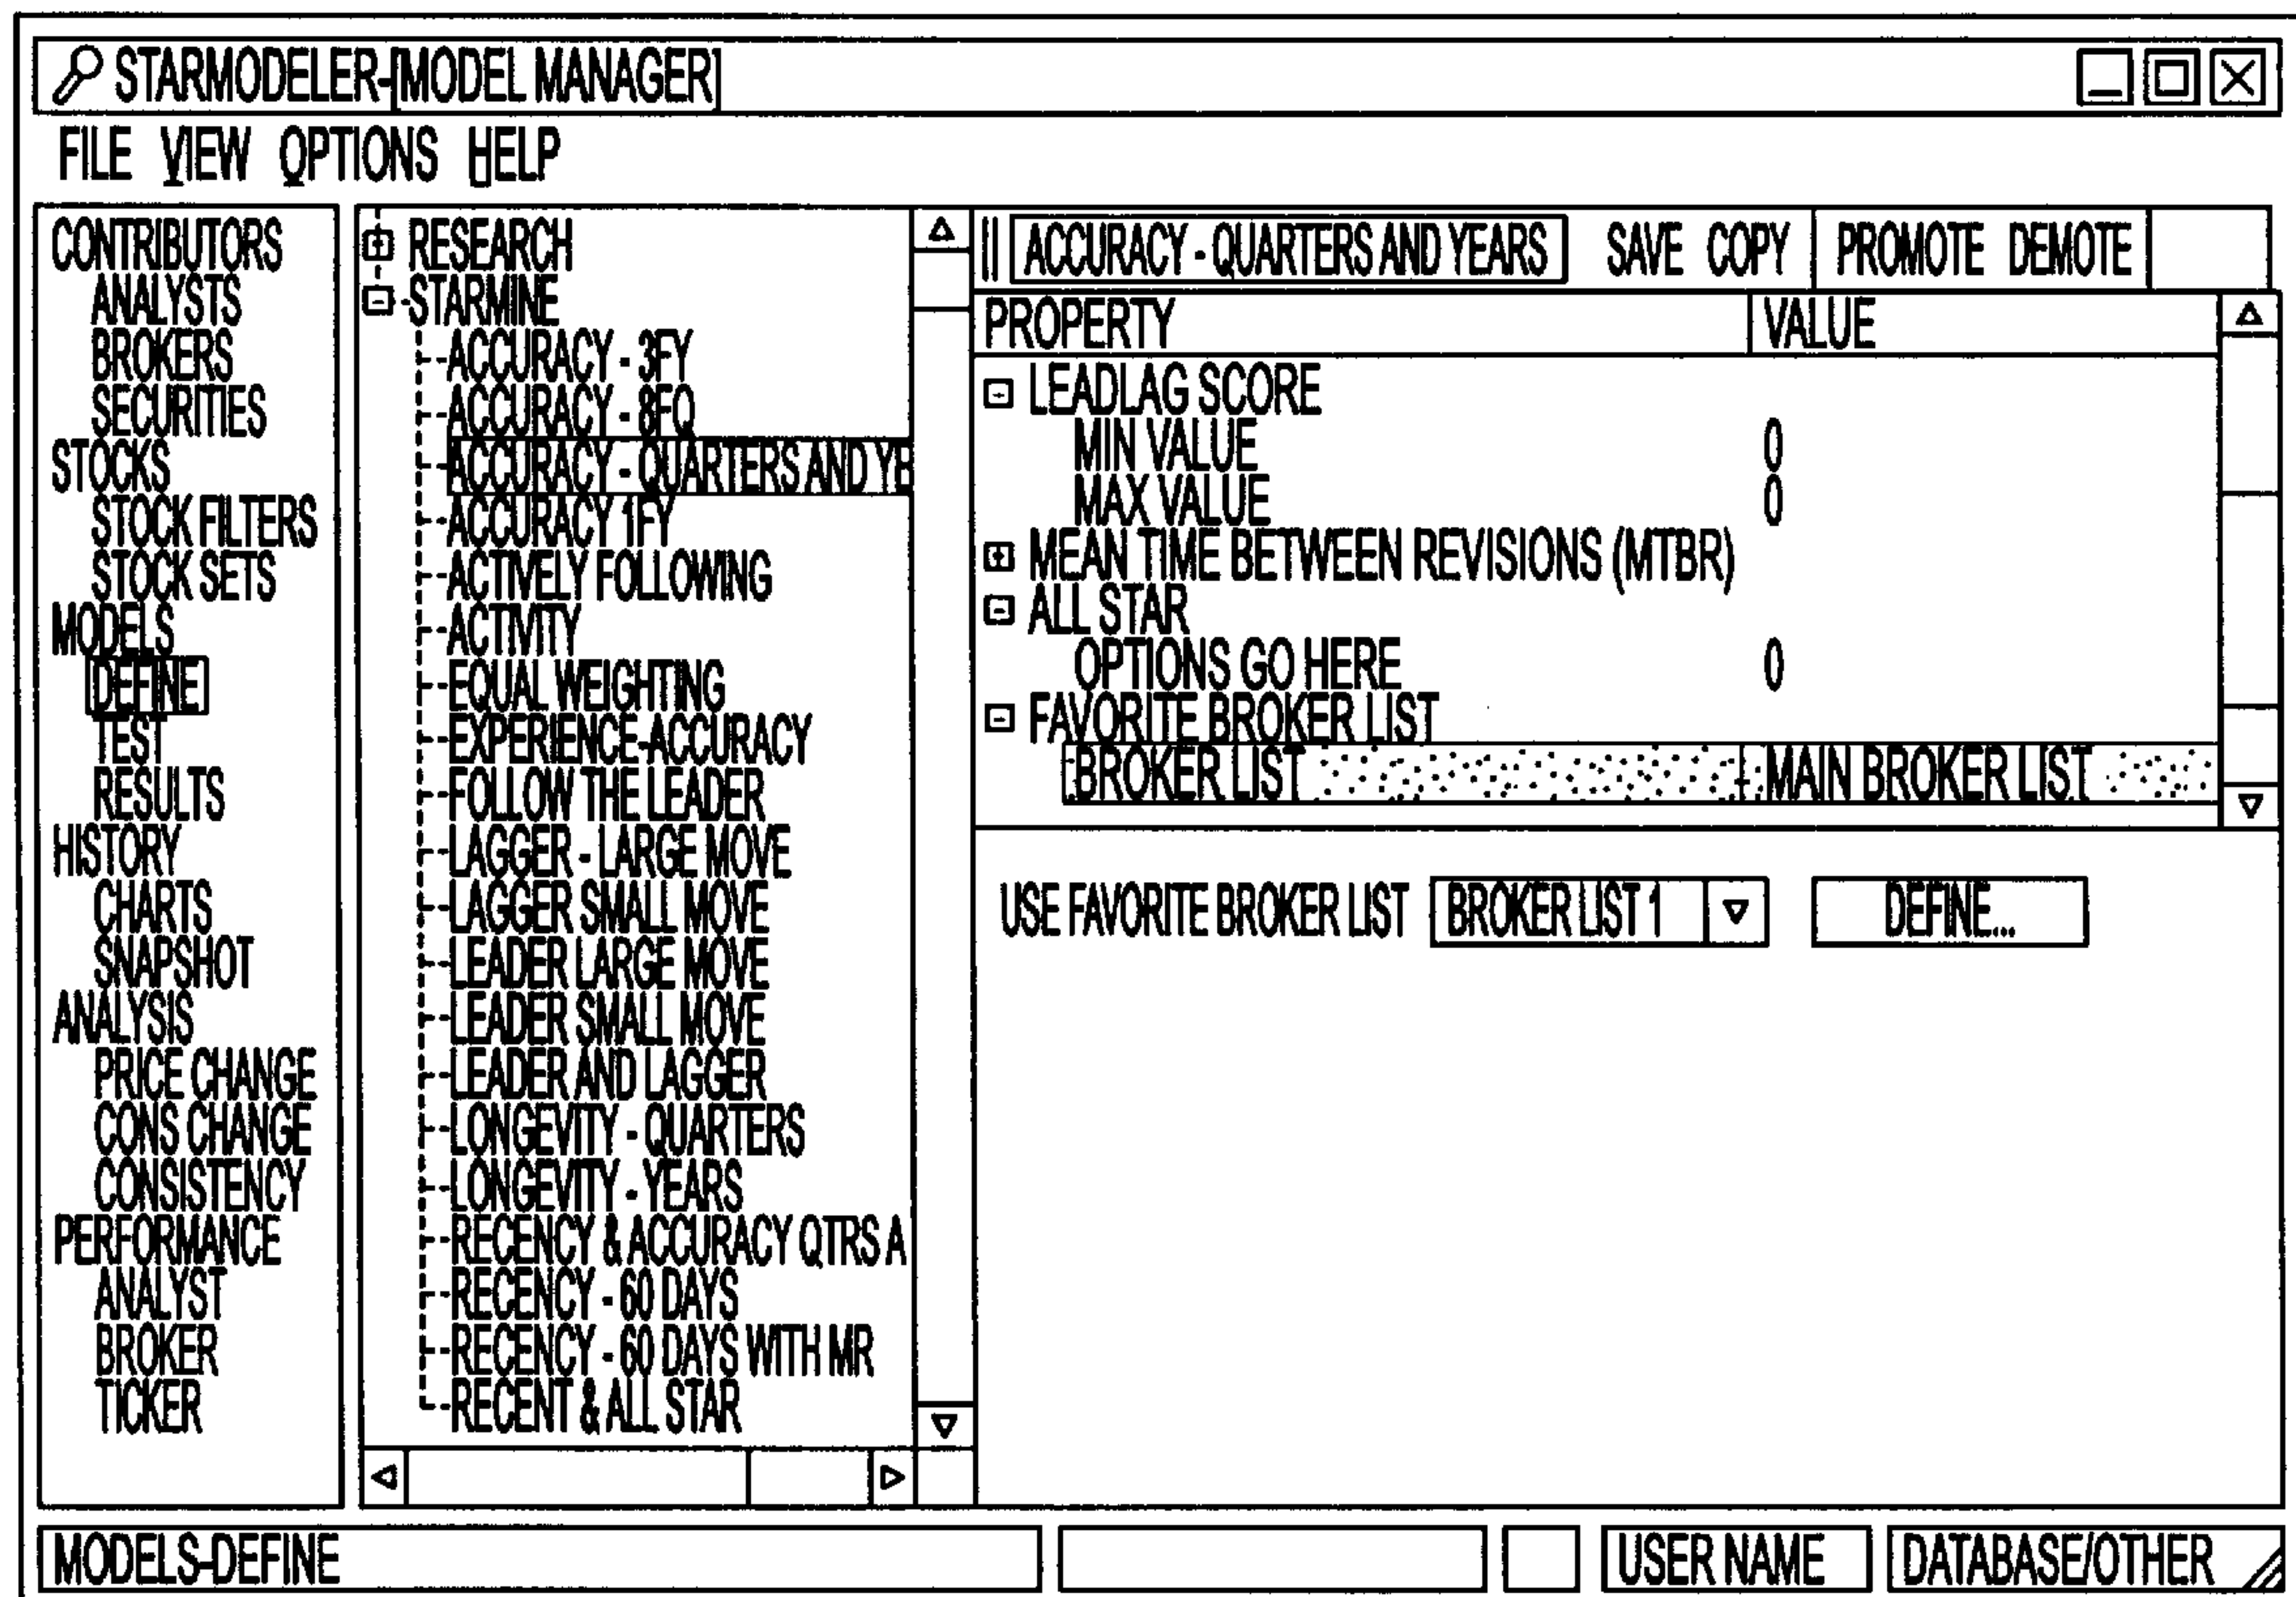 STARMODELER-[MODEL MANAGER]
FILE VIEW OPTIONS HELP
CONTRIBUTORS
ANALYSTS
BROKERS
SECURITIES
STOCKS
STOCK FILTERS
STOCK SETS
MODELS
DEFINE
TEST
RESULTS
HISTORY
CHARTS
SNAPSHOT
ANALYSIS
PRICE CHANGE
CONS CHANGE
CONSISTENCY
PERFORMANCE
ANALYST
BROKER
TICKER
RESEARCH
STARMINE
ACCURACY - 3FY
ACCURACY - 8FQ
ACCURACY - QUARTERS AND YE
ACCURACY 1FY
ACTIVELY FOLLOWING
ACTIVITY
EQUAL WEIGHTING
EXPERIENCE-ACCURACY
FOLLOW THE LEADER
LAGGER - LARGE MOVE
LAGGER SMALL MOVE
LEADER LARGE MOVE
LEADER SMALL MOVE
LEADER AND LAGGER
LONGEVITY - QUARTERS
LONGEVITY - YEARS
RECENCY & ACCURACY QTRS A
RECENCY - 60 DAYS
RECENCY - 60 DAYS WITH MR
RECENT & ALL STAR
ACCURACY - QUARTERS AND YEARS SAVE COPY PROMOTE DEMOTE
PROPERTY VALUE
LEADLAG SCORE
MIN VALUE 0
MAX VALUE 0
MEAN TIME BETWEEN REVISIONS (MTBR)
ALL STAR
OPTIONS GO HERE 0
FAVORITE BROKER LIST
BROKER LIST MAIN BROKER LIST
USE FAVORITE BROKER LIST BROKER LIST 1 DEFINE...
MODELS-DEFINE USER NAME DATABASE/OTHER